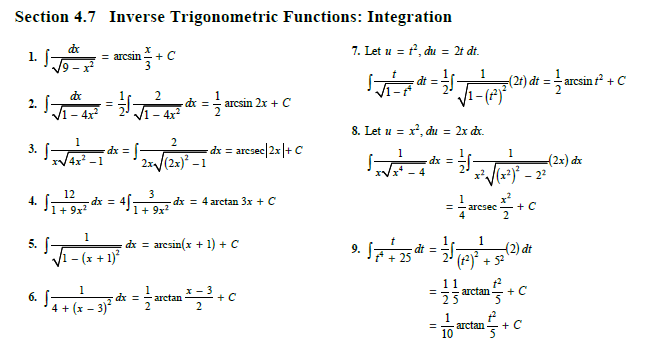 Section 4.7 Inverse Trigonometric Functions: Integration
1. ∫ dx/√(9 – x²) = arcsin x/3 + C
2. ∫ dx/√(1 – 4x²) = 1/2 ∫ 2/√(1 – 4x²) dx = 1/2 arcsin 2x + C
3. ∫ 1/(x√(4x² – 1)) dx = ∫ 2/(2x√((2x)² – 1)) dx = arcsec|2x| + C
4. ∫ 12/(1 + 9x²) dx = 4∫ 3/(1 + 9x²) dx = 4 arctan 3x + C
5. ∫ 1/√(1 – (x + 1)²) dx = arcsin(x + 1) + C
6. ∫ 1/(4 + (x – 3)²) dx = 1/2 arctan (x – 3)/2 + C
7. Let u = t², du = 2t dt.
∫ t/√(1 – t⁴) dt = 1/2 ∫ 1/√(1 – (t²)²) (2t) dt = 1/2 arcsin t² + C
8. Let u = x², du = 2x dx.
∫ 1/(x√(x⁴ – 4)) dx = 1/2 ∫ 1/(x²√((x²)² – 2²)) (2x) dx
= 1/4 arcsec x²/2 + C
9. ∫ t/(t⁴ + 25) dt = 1/2 ∫ 1/((t²)² + 5²) (2) dt
= 1/2 1/5 arctan t²/5 + C
= 1/10 arctan t²/5 + C